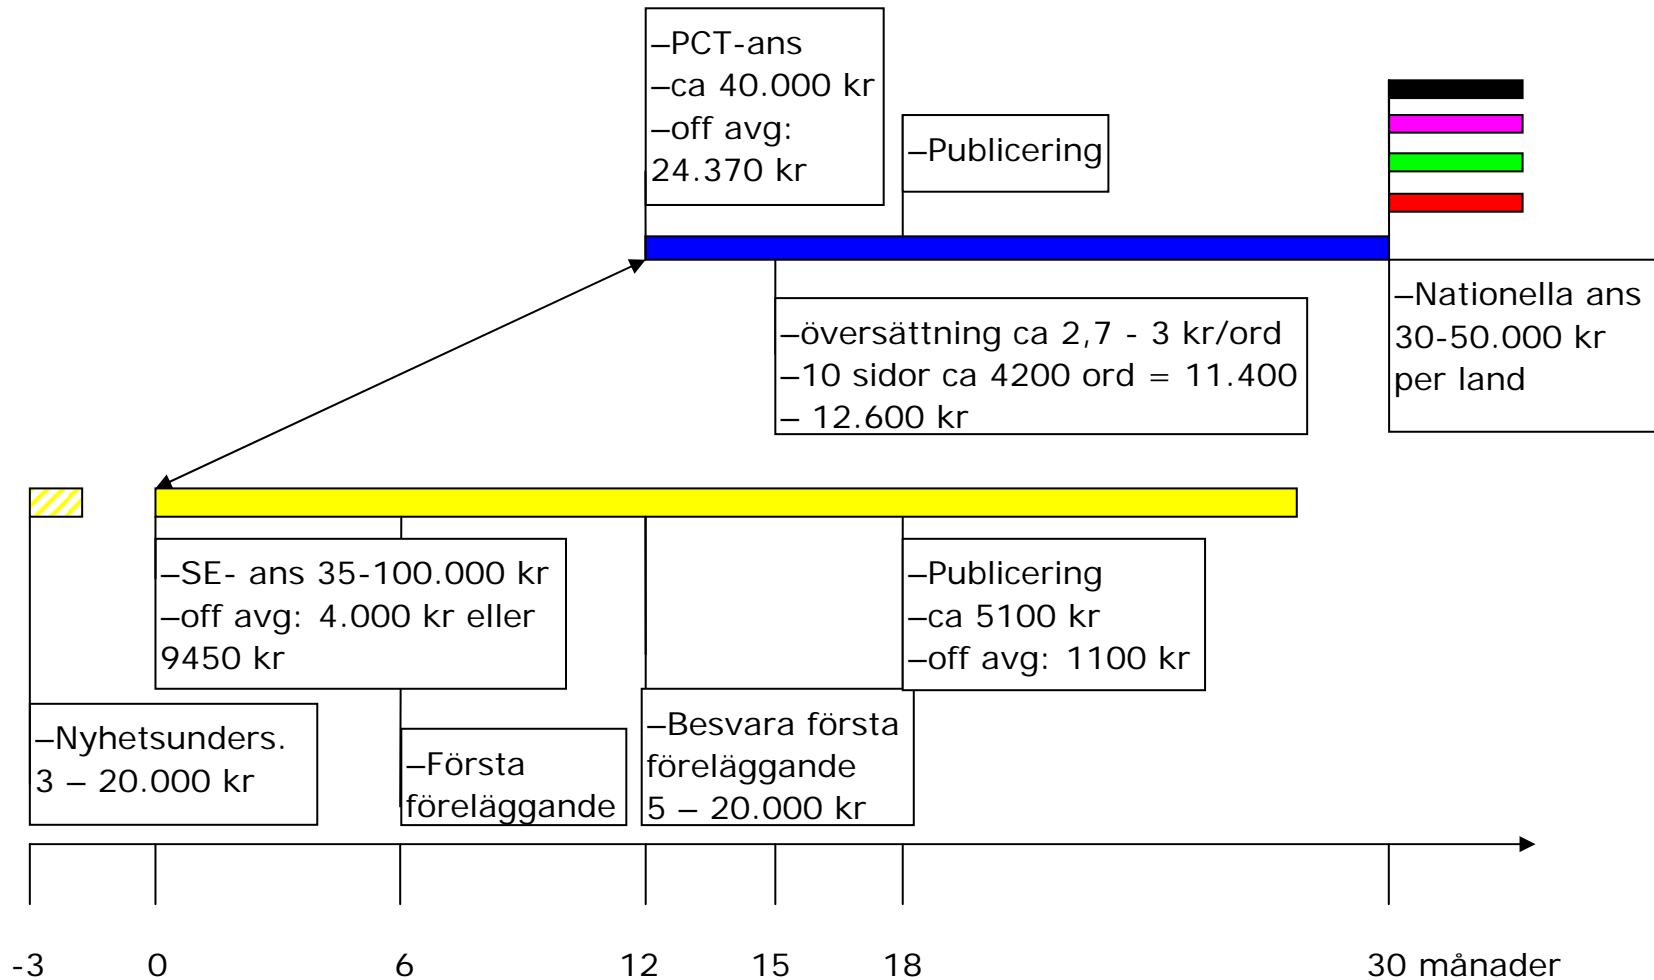 –PCT-ans
–ca 40.000 kr
–off avg:
24.370 kr
–Publicering
–Nationella ans
30-50.000 kr
per land
–översättning ca 2,7 - 3 kr/ord
–10 sidor ca 4200 ord = 11.400
– 12.600 kr
–SE- ans 35-100.000 kr
–off avg: 4.000 kr eller
9450 kr
–Publicering
–ca 5100 kr
–off avg: 1100 kr
–Nyhetsunders.
3 – 20.000 kr
–Första
föreläggande
–Besvara första
föreläggande
5 – 20.000 kr
-3 0 6 12 15 18 30 månader